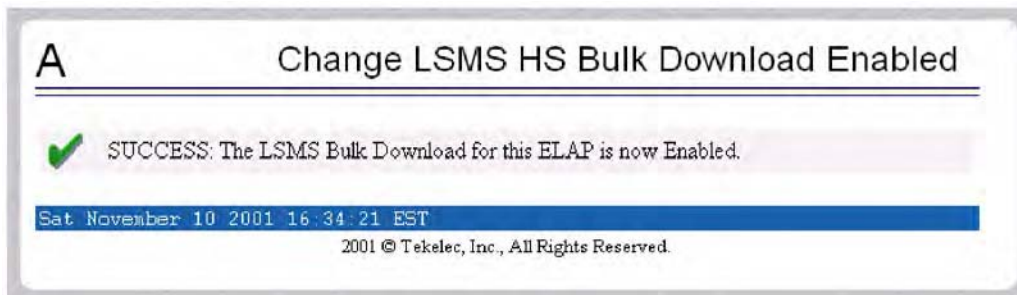 A
Change LSMS HS Bulk Download Enabled
SUCCESS: The LSMS Bulk Download for this ELAP is now Enabled.
Sat November 10 2001 16:34:21 EST
2001 © Tekelec, Inc., All Rights Reserved.